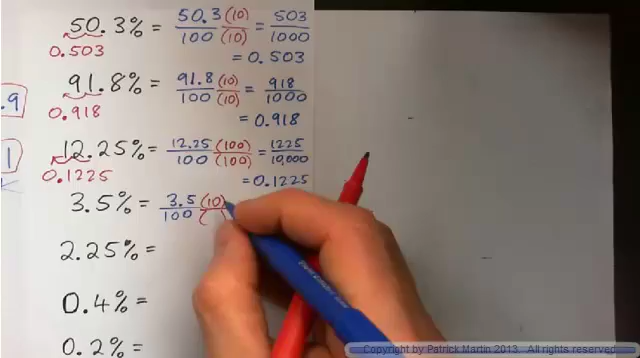 50.3% = 50.3 (10) / 100 (10) = 503 / 1000
0.503
= 0.503
91.8% = 91.8 (10) / 100 (10) = 918 / 1000
.9
0.918
= 0.918
12.25% = 12.25 (100) / 100 (100) = 1225 / 10,000
1
0.1225
= 0.1225
3.5% = 3.5 (10) / 100 (
2.25% =
0.4% =
0.2% =
Copyright by Patrick Martin 2013. All rights reserved.